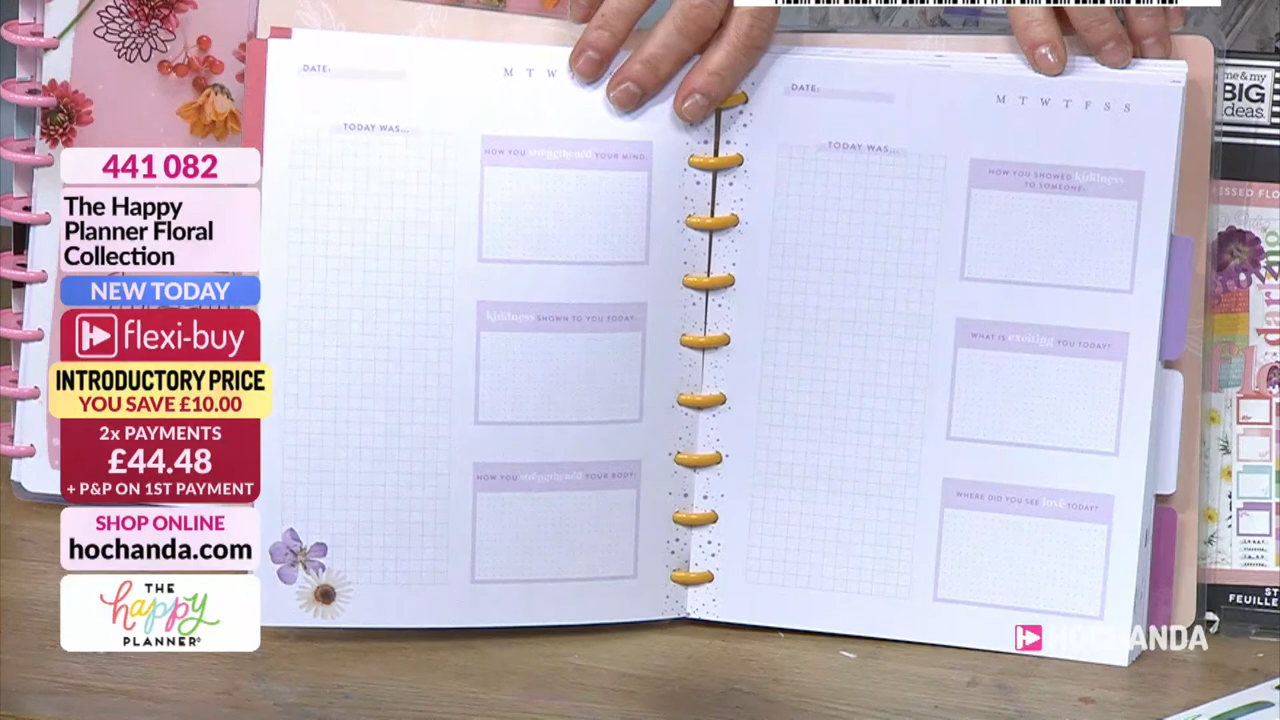 441 082
The Happy
Planner Floral
Collection
NEW TODAY
flexi-buy
INTRODUCTORY PRICE
YOU SAVE £10.00
2x PAYMENTS
£44.48
+ P&P ON 1ST PAYMENT
SHOP ONLINE
hochanda.com
THE
happy
PLANNER®
DATE:
M T W
TODAY WAS...
HOW YOU strengthened YOUR MIND:
kindness SHOWN TO YOU TODAY...
HOW YOU strengthened YOUR BODY:
DATE:
M T W T F S S
TODAY WAS...
HOW YOU SHOWED kindness
TO SOMEONE:
WHAT IS exciting YOU TODAY?
WHERE DID YOU SEE love TODAY?
me & my
BIG
ideas
HOCHANDA